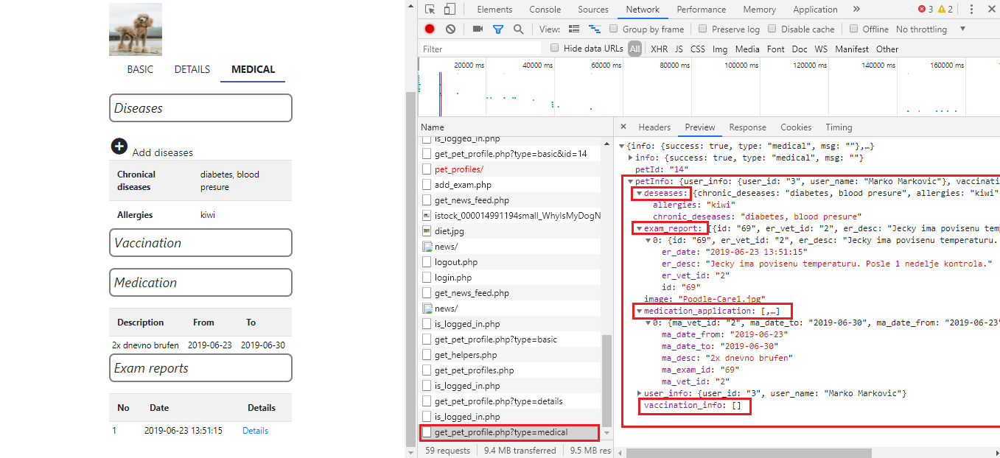 BASIC DETAILS MEDICAL
Diseases
Add diseases
Chronical diseases
diabetes, blood presure
Allergies kiwi
Vaccination
Medication
Description From To
2x dnevno brufen 2019-06-23 2019-06-30
Exam reports
No Date Details
1 2019-06-23 13:51:15 Details
Elements Console Sources Network Performance Memory Application » 3 2
View: Group by frame Preserve log Disable cache Offline No throttling
Filter Hide data URLs All XHR JS CSS Img Media Font Doc WS Manifest Other
20000 ms 40000 ms 60000 ms 80000 ms 100000 ms 120000 ms 140000 ms 160000 ms
Name
is_logged_in.php
get_pet_profile.php?type=basic&id=14
pet_profiles/
add_exam.php
get_news_feed.php
istock_000014991194small_WhyIsMyDogN
diet.jpg
news/
logout.php
login.php
get_news_feed.php
news/
is_logged_in.php
get_pet_profile.php?type=basic
get_helpers.php
get_pet_profiles.php
is_logged_in.php
get_pet_profile.php?type=details
is_logged_in.php
get_pet_profile.php?type=medical
59 requests 9.4 MB transferred 9.5 MB res
Headers Preview Response Cookies Timing
{info: {success: true, type: "medical", msg: ""},…}
info: {success: true, type: "medical", msg: ""}
petId: "14"
petInfo: {user_info: {user_id: "3", user_name: "Marko Markovic"}, vaccinati
deseases: {chronic_deseases: "diabetes, blood presure", allergies: "kiwi"
allergies: "kiwi"
chronic_deseases: "diabetes, blood presure"
exam_report: [{id: "69", er_vet_id: "2", er_desc: "Jecky ima povisenu temp
0: {id: "69", er_vet_id: "2", er_desc: "Jecky ima povisenu temperaturu.
er_date: "2019-06-23 13:51:15"
er_desc: "Jecky ima povisenu temperaturu. Posle 1 nedelje kontrola."
er_vet_id: "2"
id: "69"
image: "Poodle-Care1.jpg"
medication_application: [,…]
0: {ma_vet_id: "2", ma_date_to: "2019-06-30", ma_date_from: "2019-06-23"
ma_date_from: "2019-06-23"
ma_date_to: "2019-06-30"
ma_desc: "2x dnevno brufen"
ma_exam_id: "69"
ma_vet_id: "2"
user_info: {user_id: "3", user_name: "Marko Markovic"}
vaccination_info: []